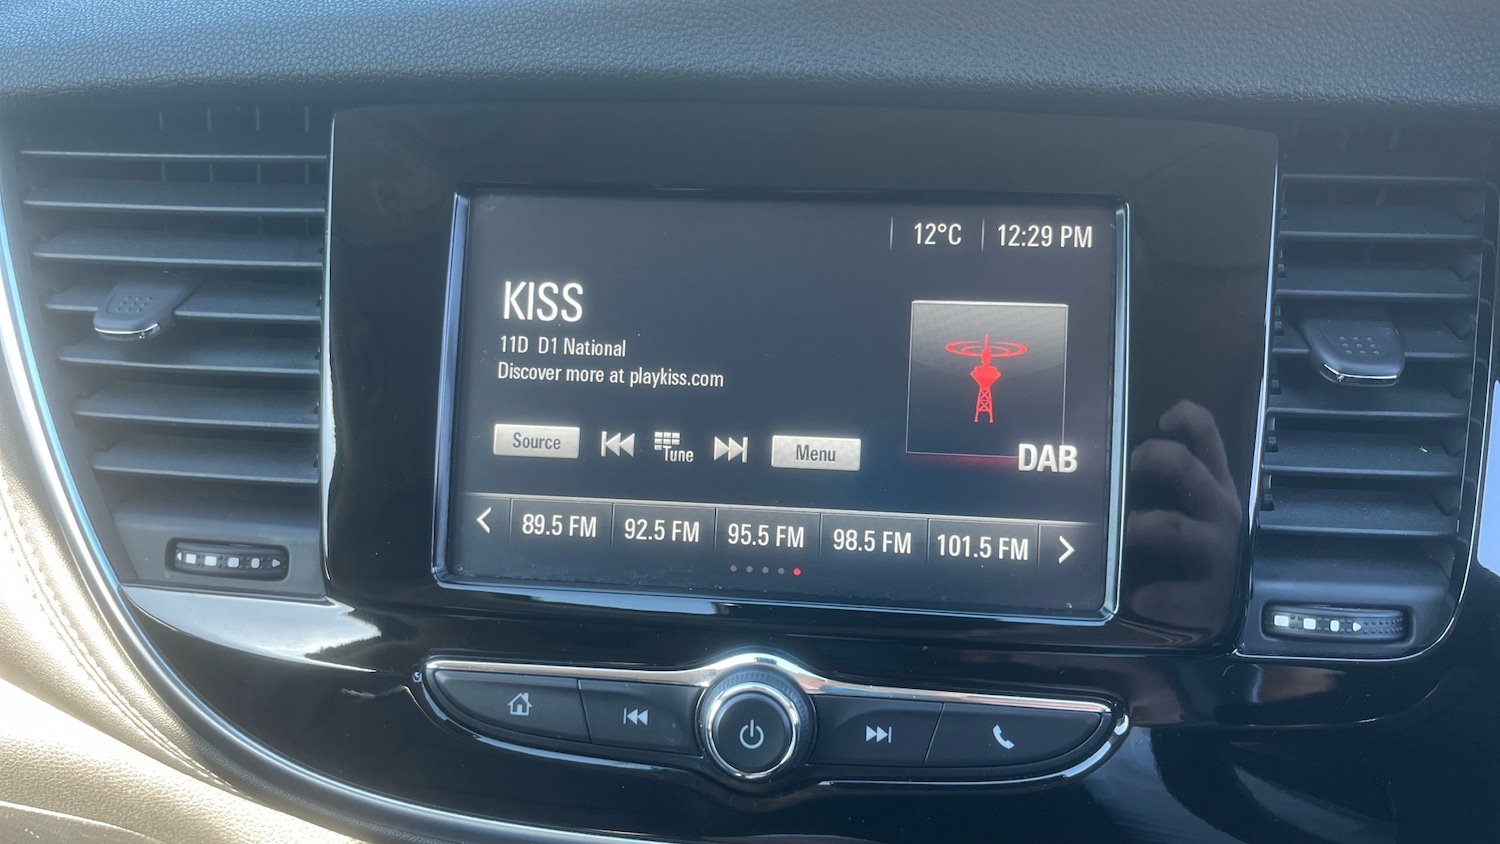 12°C 12:29 PM
KISS
11D D1 National
Discover more at playkiss.com
DAB
Source Tune Menu
89.5 FM 92.5 FM 95.5 FM 98.5 FM 101.5 FM